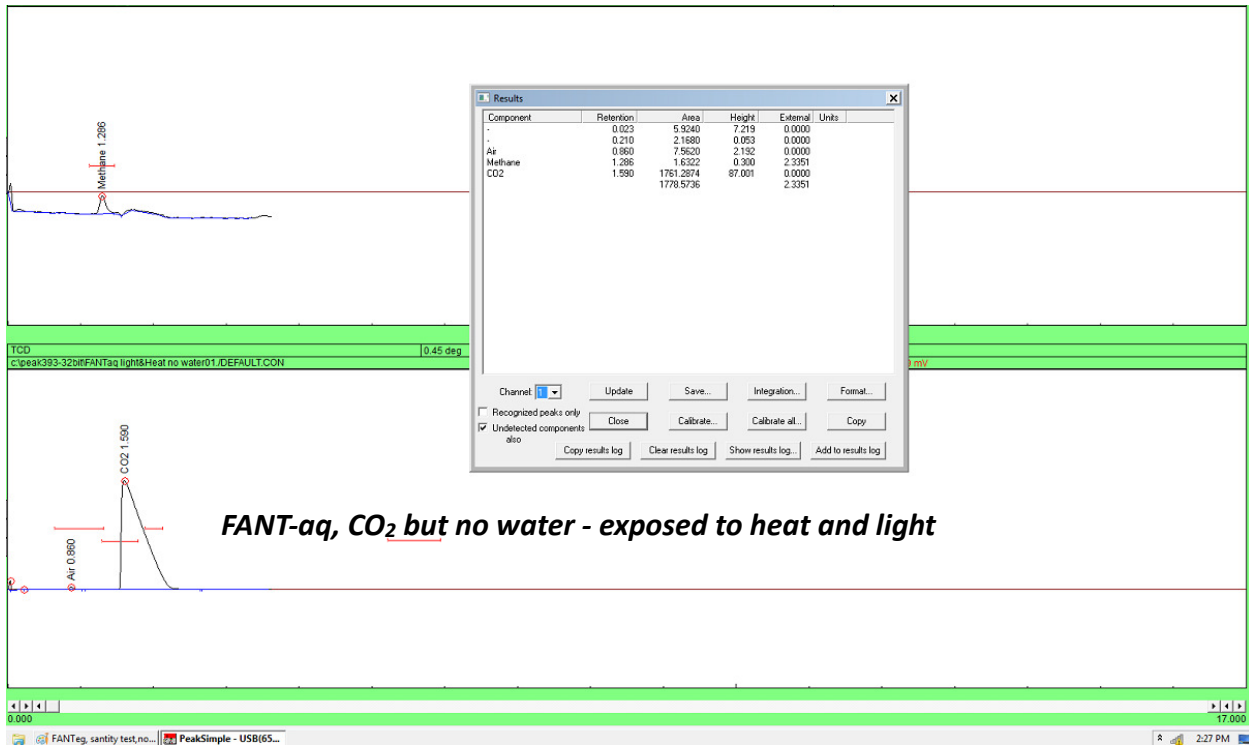 Methane 1.286
Results
X
Component Retention Area Height External Units
- 0.023 5.9240 7.219 0.0000
- 0.210 2.1680 0.053 0.0000
Air 0.860 7.5620 2.192 0.0000
Methane 1.286 1.6322 0.300 2.3351
CO2 1.590 1761.2874 87.001 0.0000
1778.5736 2.3351
TCD 0.45 deg
c:\peak393-32bit\FANTaq light&Heat no water01./DEFAULT.CON
mV
Channel: 1 Update Save... Integration... Format...
Recognized peaks only
Undetected components also
Close Calibrate... Calibrate all... Copy
Copy results log Clear results log Show results log... Add to results log
CO2 1.590
Air 0.860
FANT-aq, CO₂ but no water - exposed to heat and light
0.000 17.000
FANTeg, santity test,no... PeakSimple - USB(65... 2:27 PM